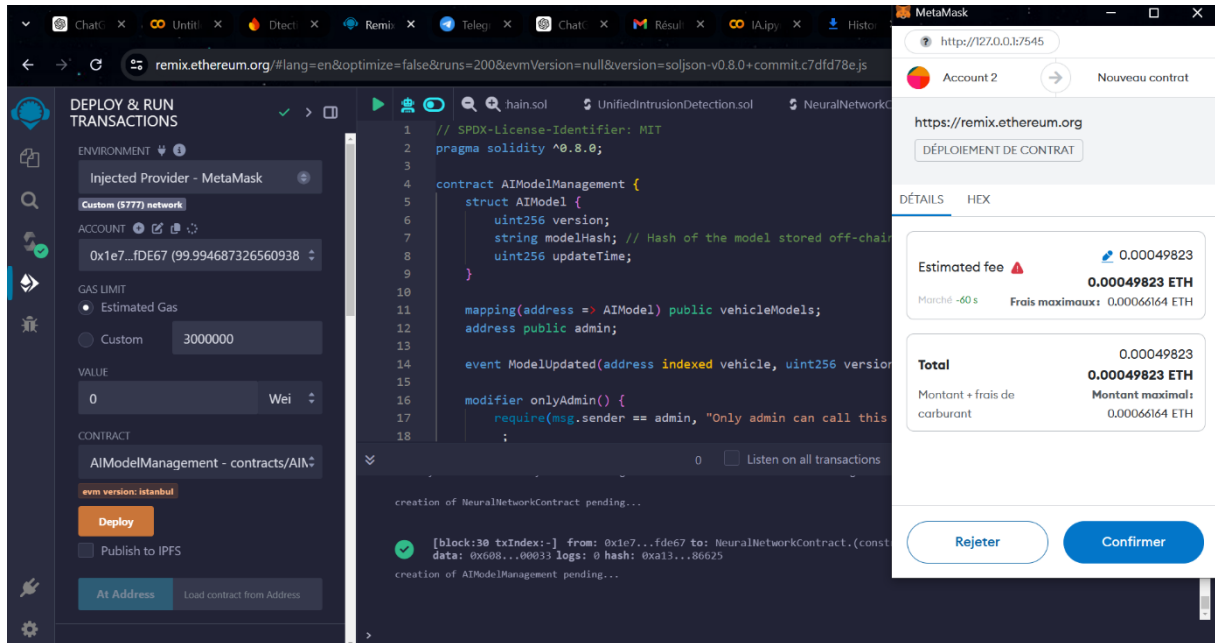 ChatG
Untitl
Dtecti
Remix
Telegr
ChatG
Résult
IA.ipy
Histor
remix.ethereum.org/#lang=en&optimize=false&runs=200&evmVersion=null&version=soljson-v0.8.0+commit.c7dfd78e.js
DEPLOY & RUN
TRANSACTIONS
ENVIRONMENT
Injected Provider - MetaMask
Custom (5777) network
ACCOUNT
0x1e7...fDE67 (99.994687326560938
GAS LIMIT
Estimated Gas
Custom 3000000
VALUE
0 Wei
CONTRACT
AIModelManagement - contracts/AIM
evm version: istanbul
Deploy
Publish to IPFS
At Address Load contract from Address
hain.sol UnifiedIntrusionDetection.sol NeuralNetworkC
1 // SPDX-License-Identifier: MIT
2 pragma solidity ^0.8.0;
3
4 contract AIModelManagement {
5 struct AIModel {
6 uint256 version;
7 string modelHash; // Hash of the model stored off-chain
8 uint256 updateTime;
9 }
10
11 mapping(address => AIModel) public vehicleModels;
12 address public admin;
13
14 event ModelUpdated(address indexed vehicle, uint256 version
15
16 modifier onlyAdmin() {
17 require(msg.sender == admin, "Only admin can call this
18 ;
0 Listen on all transactions
creation of NeuralNetworkContract pending...
[block:30 txIndex:-] from: 0x1e7...fde67 to: NeuralNetworkContract.(const
data: 0x608...00033 logs: 0 hash: 0xa13...86625
creation of AIModelManagement pending...
>
MetaMask
http://127.0.0.1:7545
Account 2 Nouveau contrat
https://remix.ethereum.org
DÉPLOIEMENT DE CONTRAT
DÉTAILS HEX
0.00049823
Estimated fee 0.00049823 ETH
Marché -60 s Frais maximaux: 0.00066164 ETH
0.00049823
Total 0.00049823 ETH
Montant + frais de Montant maximal:
carburant 0.00066164 ETH
Rejeter Confirmer